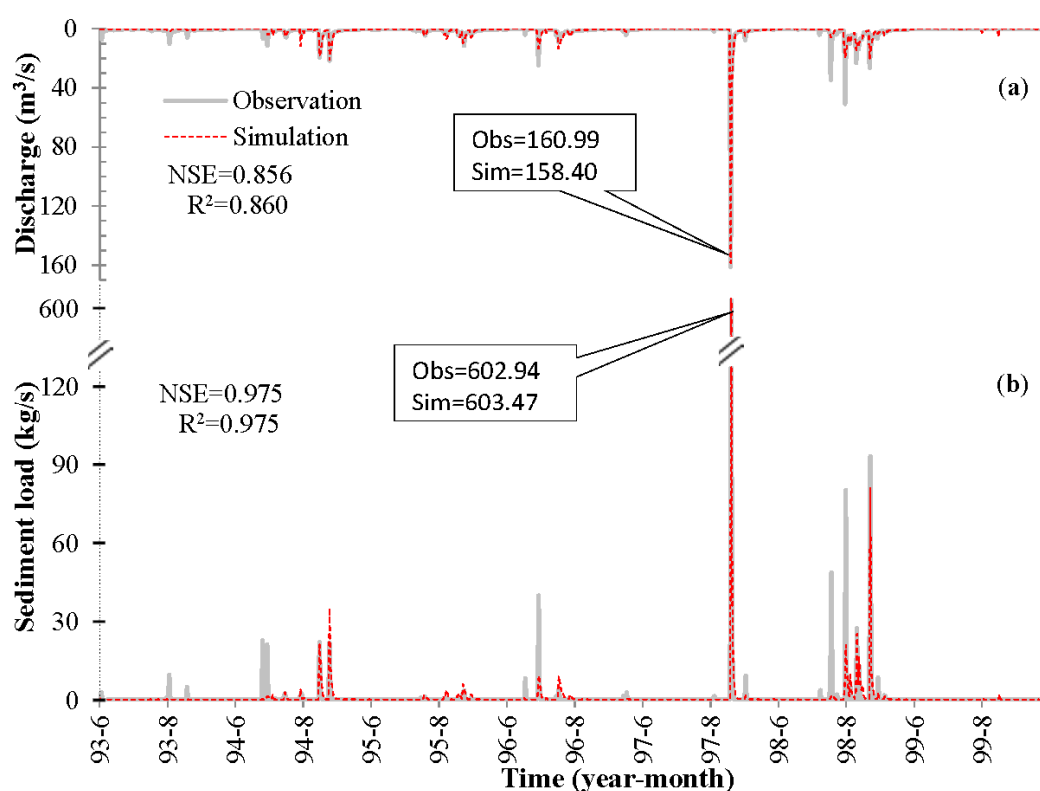 0
40
80
120
160
Discharge (m³/s)
(a)
Observation
Simulation
NSE=0.856
R²=0.860
Obs=160.99
Sim=158.40
600
120
90
60
30
0
Sediment load (kg/s)
(b)
NSE=0.975
R²=0.975
Obs=602.94
Sim=603.47
93-6
93-8
94-6
94-8
95-6
95-8
96-6
96-8
97-6
97-8
98-6
98-8
99-6
99-8
Time (year-month)